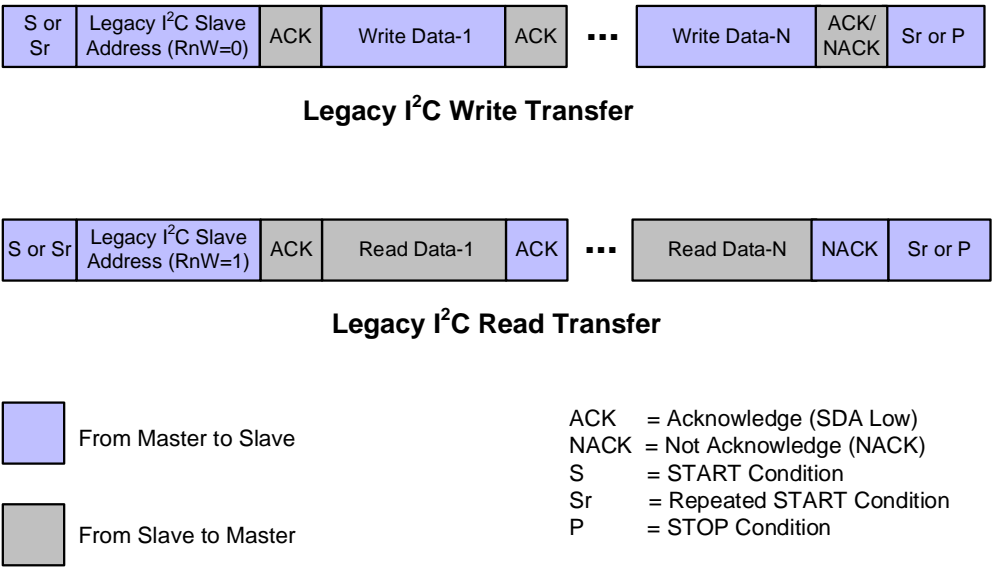 S or Sr Legacy I²C Slave Address (RnW=0) ACK Write Data-1 ACK ... Write Data-N ACK/ NACK Sr or P
Legacy I²C Write Transfer
S or Sr Legacy I²C Slave Address (RnW=1) ACK Read Data-1 ACK ... Read Data-N NACK Sr or P
Legacy I²C Read Transfer
From Master to Slave
From Slave to Master
ACK = Acknowledge (SDA Low)
NACK = Not Acknowledge (NACK)
S = START Condition
Sr = Repeated START Condition
P = STOP Condition